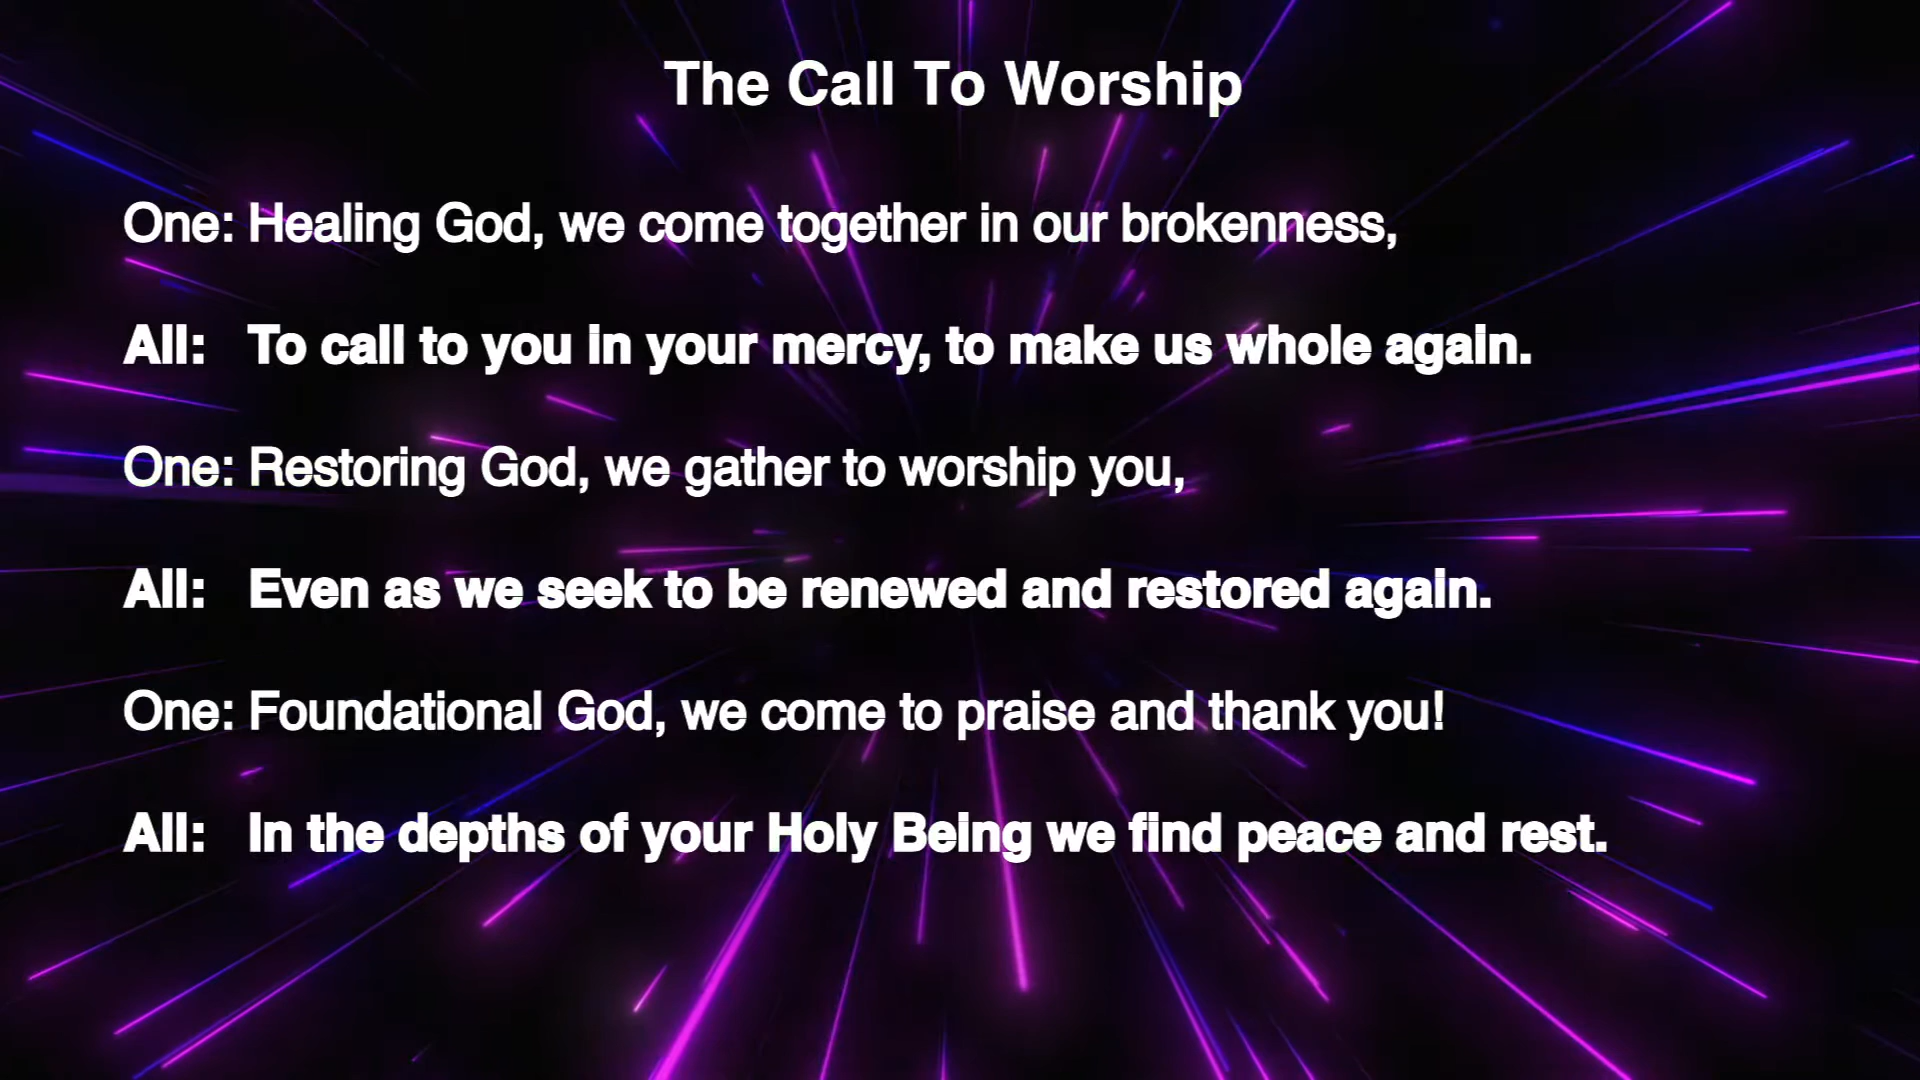 The Call To Worship
One: Healing God, we come together in our brokenness,
All: To call to you in your mercy, to make us whole again.
One: Restoring God, we gather to worship you,
All: Even as we seek to be renewed and restored again.
One: Foundational God, we come to praise and thank you!
All: In the depths of your Holy Being we find peace and rest.